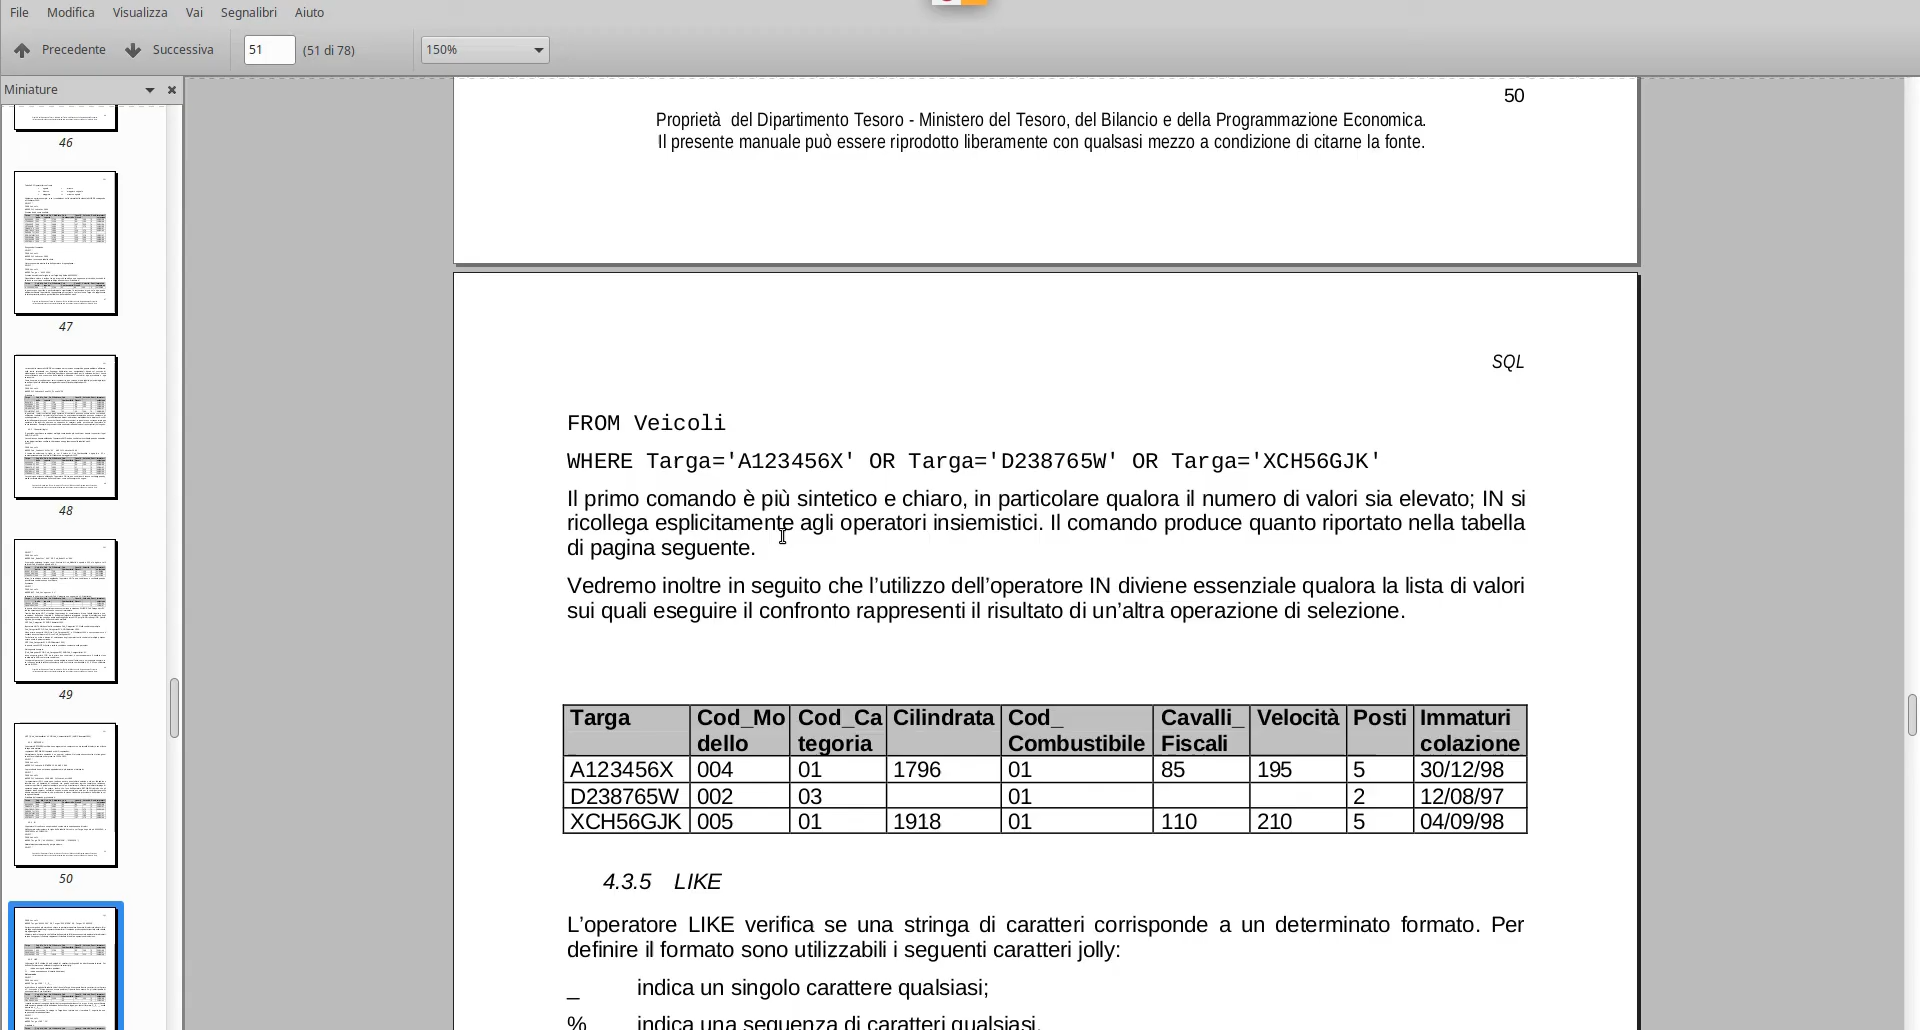 File Modifica Visualizza Vai Segnalibri Aiuto
Precedente Successiva 51 (51 di 78) 150%
Miniature
46
47
48
49
50
50
Proprietà del Dipartimento Tesoro - Ministero del Tesoro, del Bilancio e della Programmazione Economica.
Il presente manuale può essere riprodotto liberamente con qualsasi mezzo a condizione di citarne la fonte.
SQL
FROM Veicoli
WHERE Targa='A123456X' OR Targa='D238765W' OR Targa='XCH56GJK'
Il primo comando è più sintetico e chiaro, in particolare qualora il numero di valori sia elevato; IN si
ricollega esplicitamente agli operatori insiemistici. Il comando produce quanto riportato nella tabella
di pagina seguente.
Vedremo inoltre in seguito che l’utilizzo dell’operatore IN diviene essenziale qualora la lista di valori
sui quali eseguire il confronto rappresenti il risultato di un’altra operazione di selezione.
Targa Cod_Mo Cod_Ca Cilindrata Cod_ Cavalli_ Velocità Posti Immatri
dello tegoria Combustibile Fiscali colazione
A123456X 004 01 1796 01 85 195 5 30/12/98
D238765W 002 03 01 2 12/08/97
XCH56GJK 005 01 1918 01 110 210 5 04/09/98
4.3.5 LIKE
L’operatore LIKE verifica se una stringa di caratteri corrisponde a un determinato formato. Per
definire il formato sono utilizzabili i seguenti caratteri jolly:
_ indica un singolo carattere qualsiasi;
% indica una sequenza di caratteri qualsiasi.